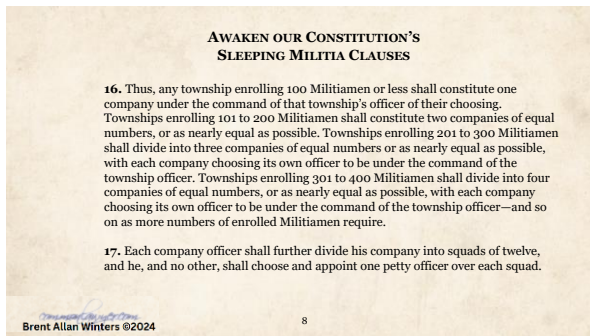 AWAKEN OUR CONSTITUTION'S
SLEEPING MILITIA CLAUSES
16. Thus, any township enrolling 100 Militiamen or less shall constitute one
company under the command of that township's officer of their choosing.
Townships enrolling 101 to 200 Militiamen shall constitute two companies of equal
numbers, or as nearly equal as possible. Townships enrolling 201 to 300 Militiamen
shall divide into three companies of equal numbers or as nearly equal as possible,
with each company choosing its own officer to be under the command of the
township officer. Townships enrolling 301 to 400 Militiamen shall divide into four
companies of equal numbers, or as nearly equal as possible, with each company
choosing its own officer to be under the command of the township officer—and so
on as more numbers of enrolled Militiamen require.
17. Each company officer shall further divide his company into squads of twelve,
and he, and no other, shall choose and appoint one petty officer over each squad.
Brent Allan Winters ©2024
8